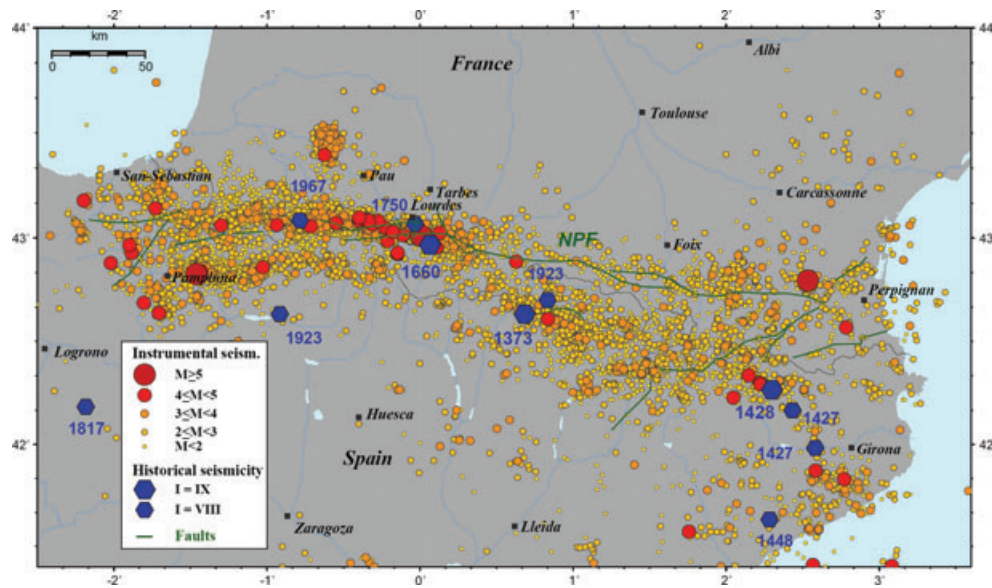 -2˚ -1˚ 0˚ 1˚ 2˚ 3˚
44˚ 44˚
km
0 50
France
Albi
Toulouse
San-Sebastian
Pau
Tarbes
Carcassonne
1967
1750 Lourdes
43˚ 43˚
NPF
Foix
Pamplona
1660
1923
Perpignan
1923
1373
Logrono
Instrumental seism.
M≥5
4≤M<5
3≤M<4
2≤M<3
M<2
Historical seismicity
I = IX
I = VIII
Faults
1817
Huesca
1428
1427
42˚ 42˚
1427
Girona
Spain
Zaragoza
Lleida
1448
-2˚ -1˚ 0˚ 1˚ 2˚ 3˚